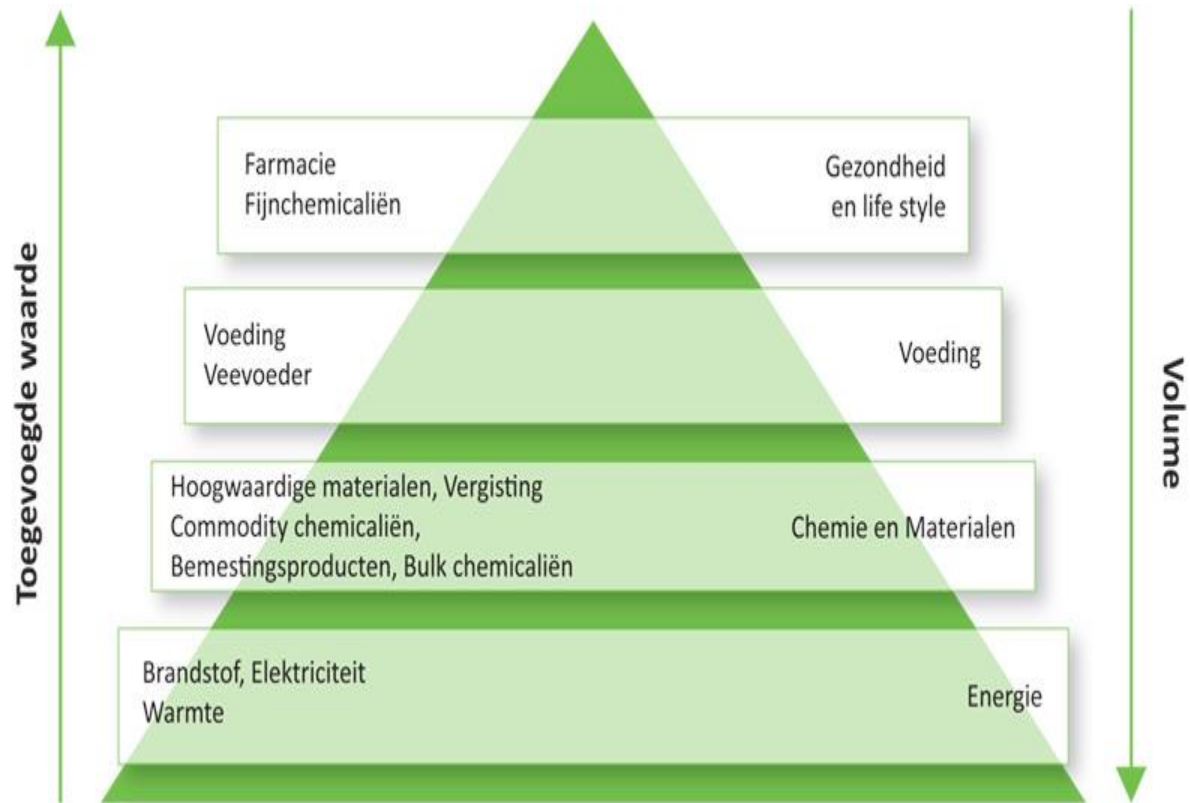 Toegevoegde waarde
Farmacie
Fijnchemicaliën
Gezondheid
en life style
Voeding
Veevoeder
Voeding
Hoogwaardige materialen, Vergisting
Commodity chemicaliën,
Bemestingsproducten, Bulk chemicaliën
Chemie en Materialen
Brandstof, Elektriciteit
Warmte
Energie
Volume